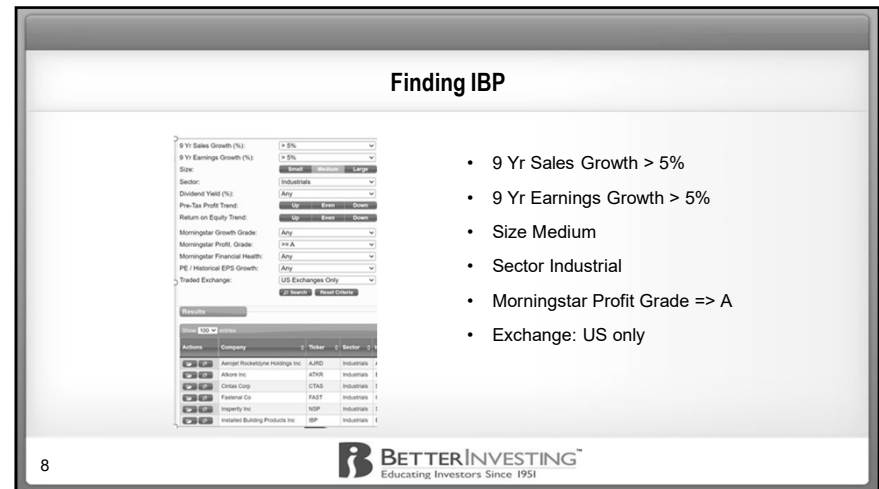 Finding IBP
9 Yr Sales Growth (%): > 5%
9 Yr Earnings Growth (%): > 5%
Size: Small Medium Large
Sector: Industrials
Dividend Yield (%): Any
Pre-Tax Profit Trend: Up Even Down
Return on Equity Trend: Up Even Down
Morningstar Growth Grade: Any
Morningstar Profit. Grade: >= A
Morningstar Financial Health: Any
PE / Historical EPS Growth: Any
Traded Exchange: US Exchanges Only
Search Reset Criteria
Results
Show 100 entries
Actions Company Ticker Sector
Aerojet Rocketdyne Holdings Inc AJRD Industrials
Atkore Inc ATKR Industrials
Cintas Corp CTAS Industrials
Fastenal Co FAST Industrials
Insperity Inc NSP Industrials
Installed Building Products Inc IBP Industrials
• 9 Yr Sales Growth > 5%
• 9 Yr Earnings Growth > 5%
• Size Medium
• Sector Industrial
• Morningstar Profit Grade => A
• Exchange: US only
8
BETTERINVESTING™
Educating Investors Since 1951